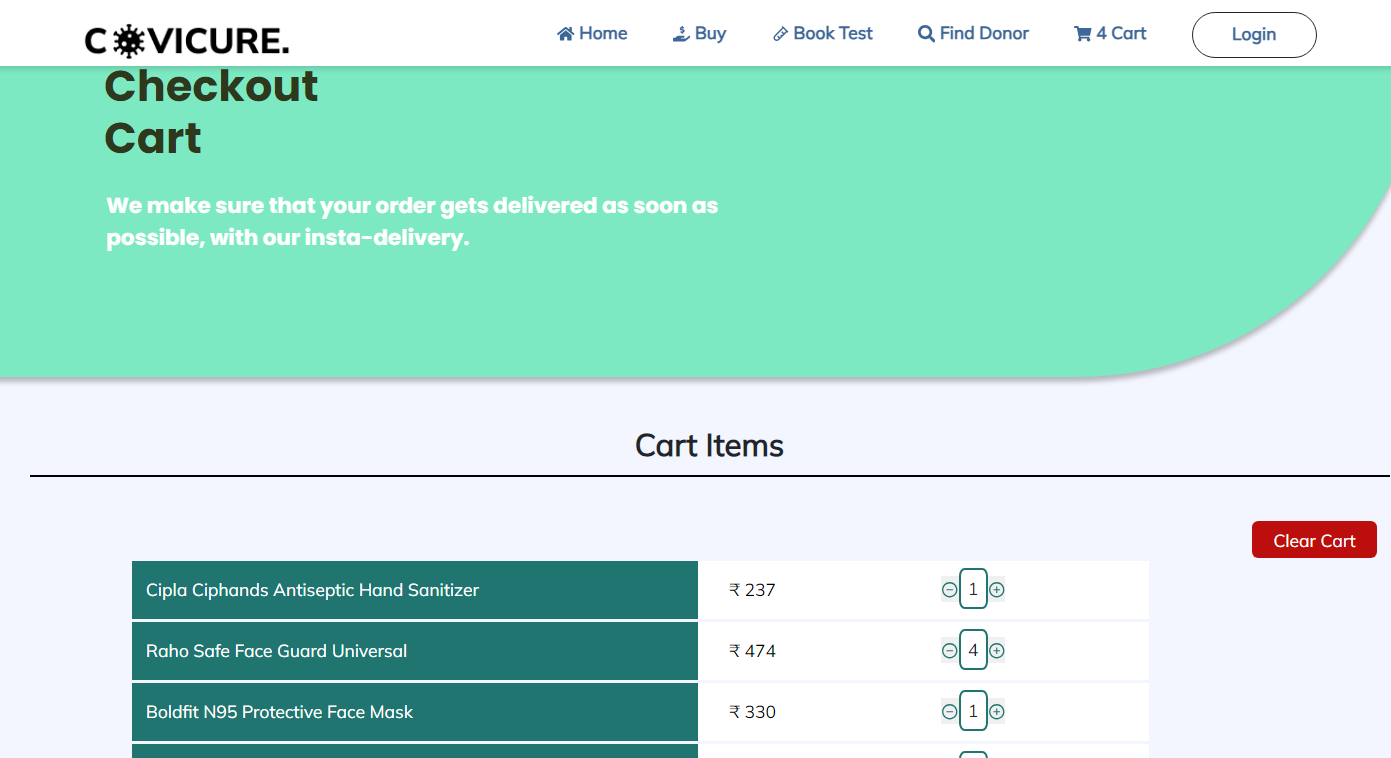 C VICURE.
Home Buy Book Test Find Donor 4 Cart Login
Checkout
Cart
We make sure that your order gets delivered as soon as
possible, with our insta-delivery.
Cart Items
Clear Cart
Cipla Ciphands Antiseptic Hand Sanitizer ₹ 237 1
Raho Safe Face Guard Universal ₹ 474 4
Boldfit N95 Protective Face Mask ₹ 330 1